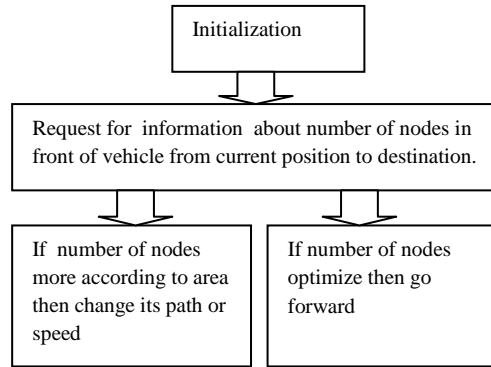 Initialization
Request for information about number of nodes in
front of vehicle from current position to destination.
If number of nodes
more according to area
then change its path or
speed
If number of nodes
optimize then go
forward